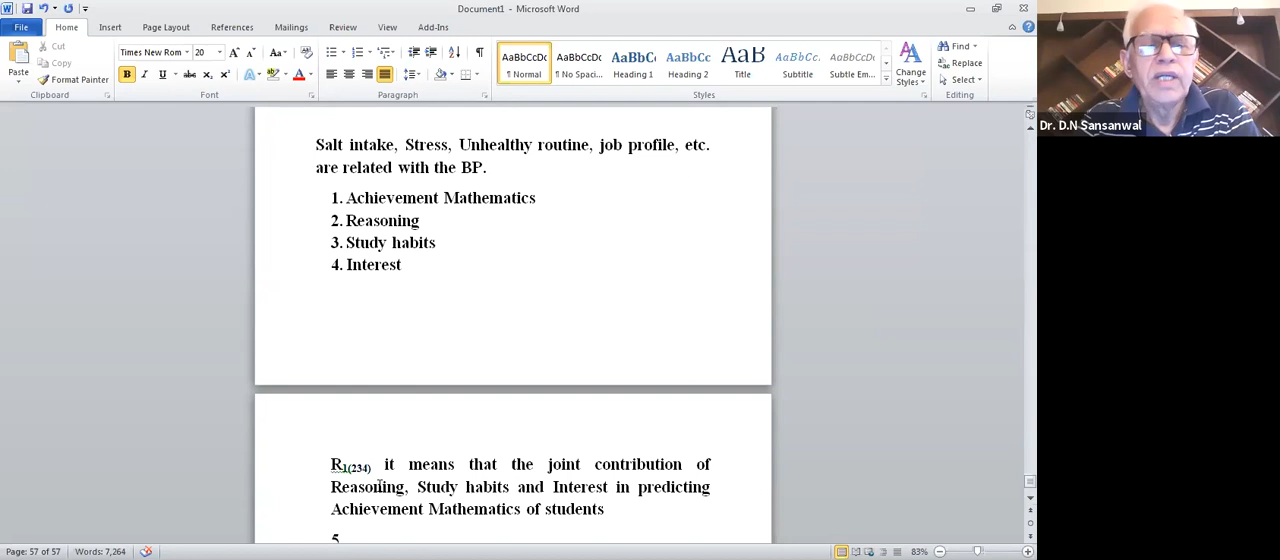 Document1 - Microsoft Word
File Home Insert Page Layout References Mailings Review View Add-Ins
Paste
Cut
Copy
Format Painter
Clipboard
Times New Rom 20
Font
Paragraph
AaBbCcDc AaBbCcDc AaBbC AaBbCc AaB AaBbCc. AaBbCcD
¶ Normal ¶ No Spaci... Heading 1 Heading 2 Title Subtitle Subtle Em...
Styles
Change
Styles
Find
Replace
Select
Editing
Dr. D.N Sansanwal
Salt intake, Stress, Unhealthy routine, job profile, etc.
are related with the BP.
1. Achievement Mathematics
2. Reasoning
3. Study habits
4. Interest
R1(234) it means that the joint contribution of
Reasoning, Study habits and Interest in predicting
Achievement Mathematics of students
5
Page: 57 of 57 Words: 7,264 83%